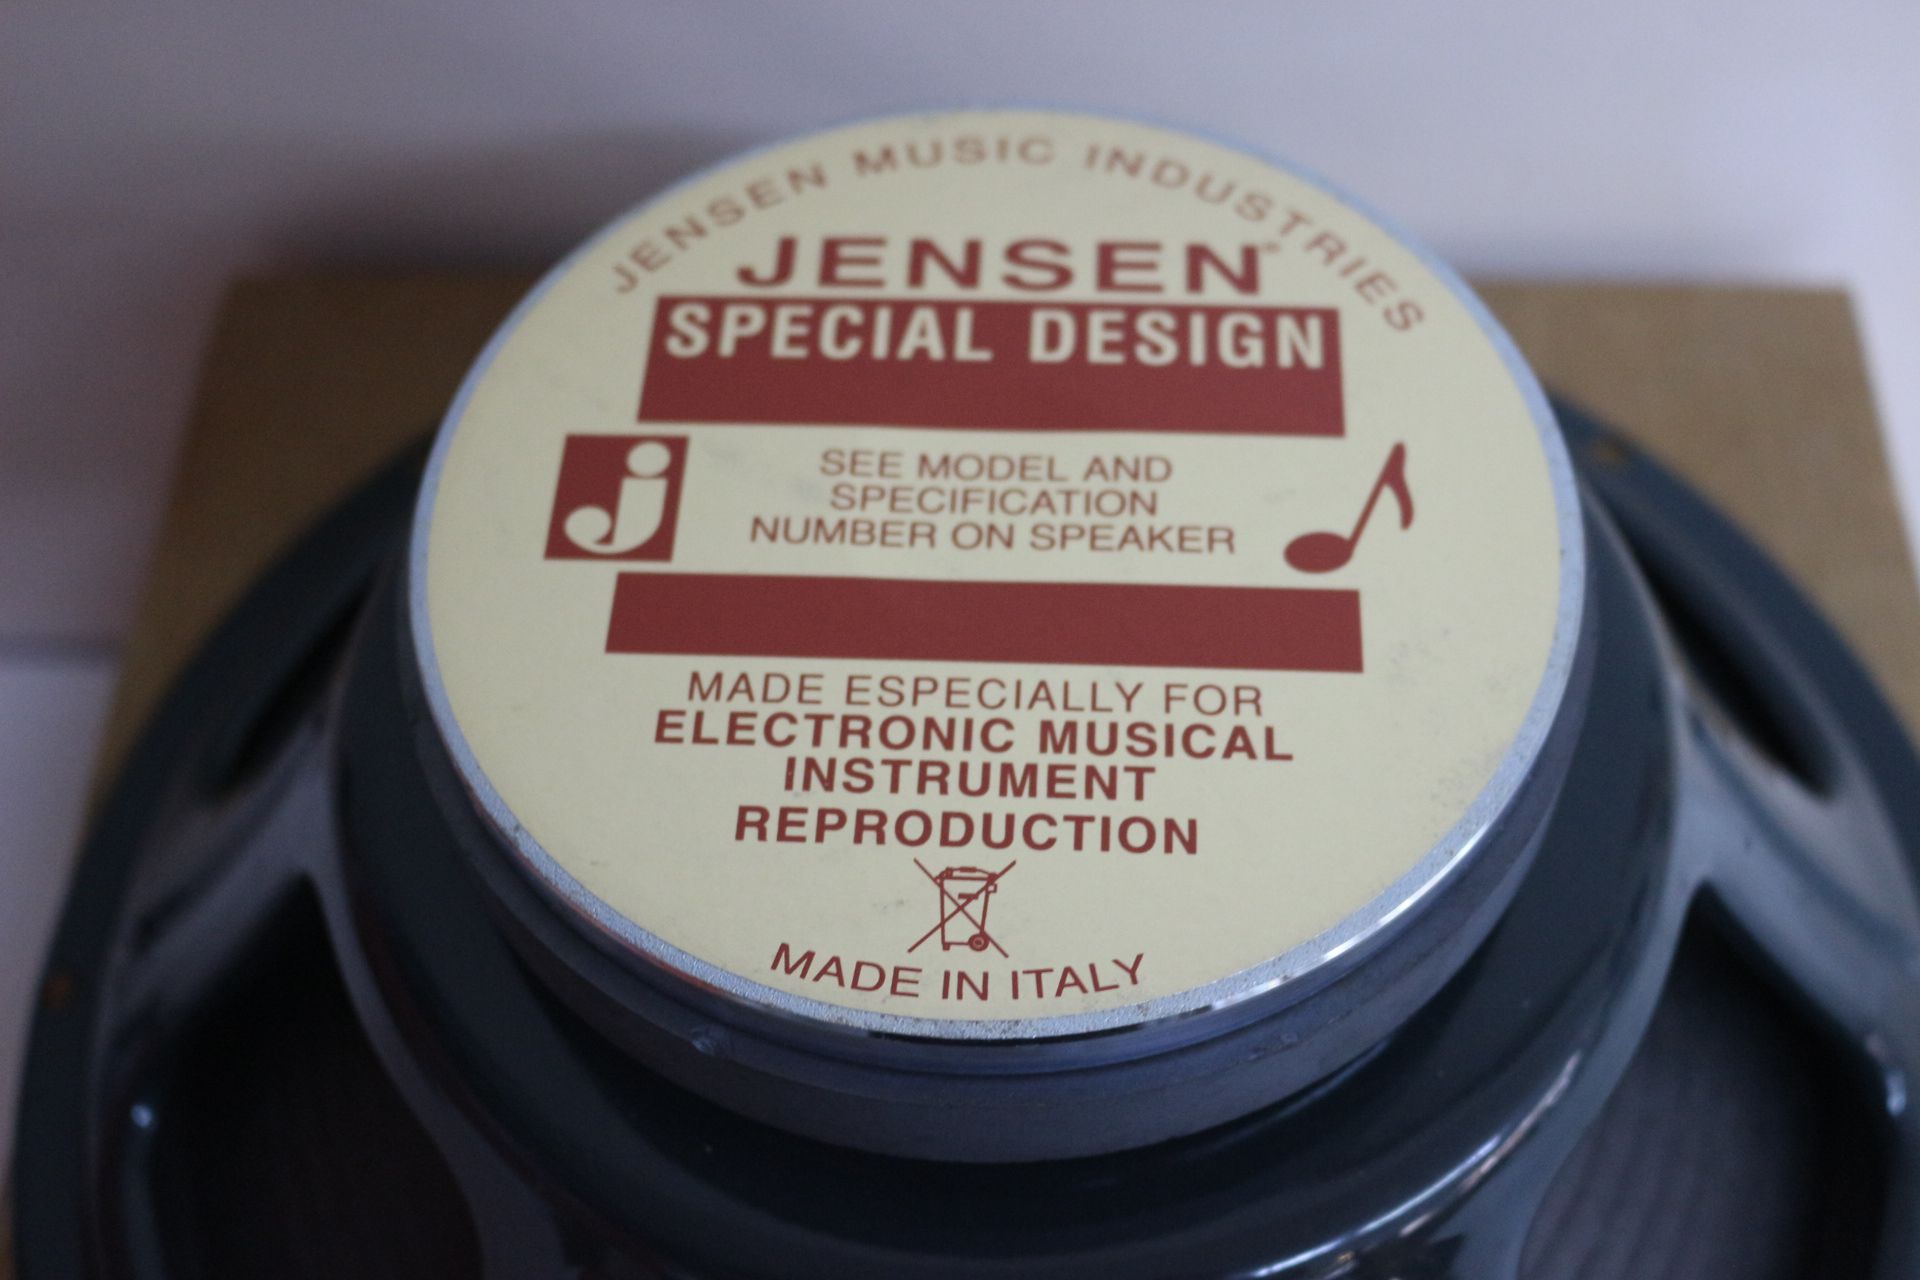 JENSEN MUSIC INDUSTRIES
JENSEN®
SPECIAL DESIGN
j
SEE MODEL AND
SPECIFICATION
NUMBER ON SPEAKER
MADE ESPECIALLY FOR
ELECTRONIC MUSICAL
INSTRUMENT
REPRODUCTION
MADE IN ITALY